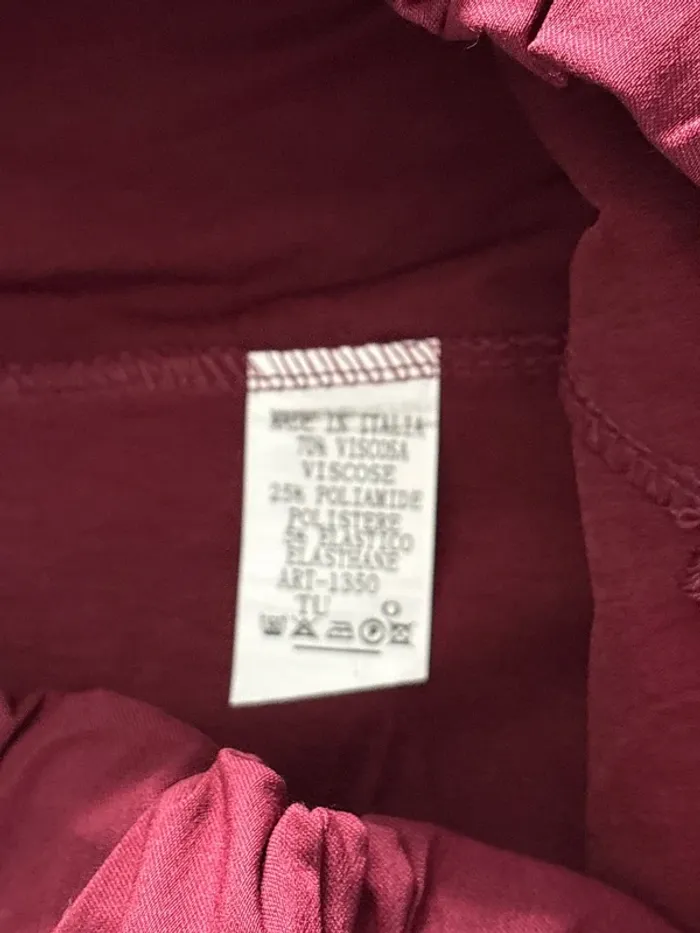 MADE IN ITALIA
70% VISCOSA
VISCOSE
25% POLIAMIDE
POLISTERE
5% ELASTICO
ELASTHANE
ART-1350
TU